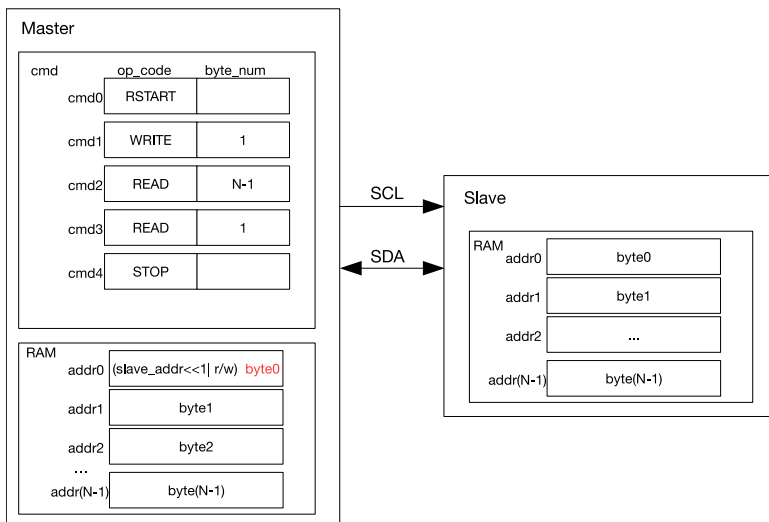 Master
cmd op_code byte_num
cmd0 RSTART
cmd1 WRITE 1
cmd2 READ N-1
cmd3 READ 1
cmd4 STOP
RAM
addr0 (slave_addr<<1| r/w) byte0
addr1 byte1
addr2 byte2
...
addr(N-1) byte(N-1)
SCL
SDA
Slave
RAM
addr0 byte0
addr1 byte1
addr2 ...
addr(N-1) byte(N-1)